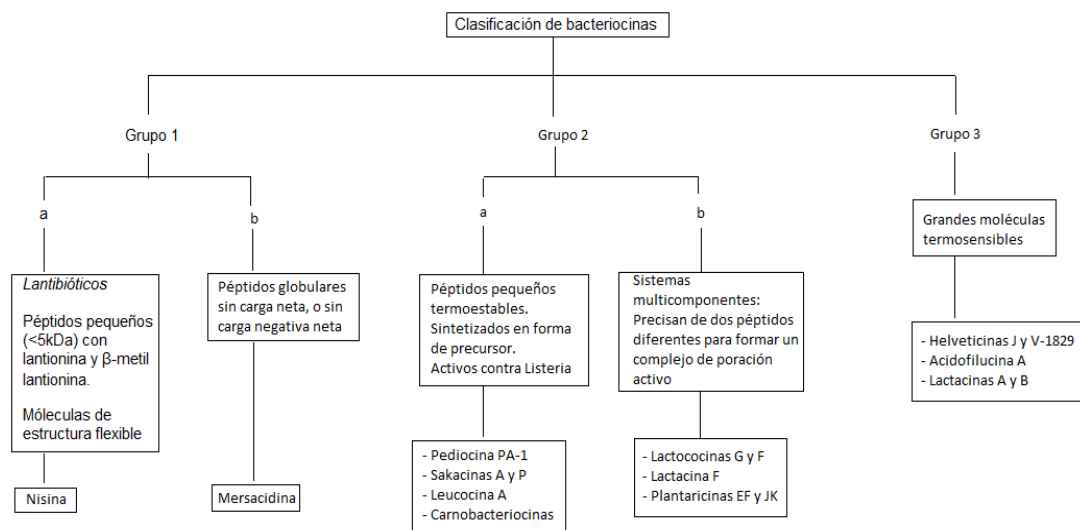 Clasificación de bacteriocinas
Grupo 1
Grupo 2
Grupo 3
a
b
a
b
Lantibióticos
Péptidos pequeños
(<5kDa) con
lantionina y β-metil
lantionina.
Móleculas de
estructura flexible
Péptidos globulares
sin carga neta, o sin
carga negativa neta
Péptidos pequeños
termoestables.
Sintetizados en forma
de precursor.
Activos contra Listeria
Sistemas
multicomponentes:
Precisan de dos péptidos
diferentes para formar un
complejo de poración
activo
Grandes moléculas
termosensibles
- Helveticinas J y V-1829
- Acidofilucina A
- Lactacinas A y B
Nisina
Mersacidina
- Pediocina PA-1
- Sakacinas A y P
- Leucocina A
- Carnobacteriocinas
- Lactococinas G y F
- Lactacina F
- Plantaricinas EF y JK